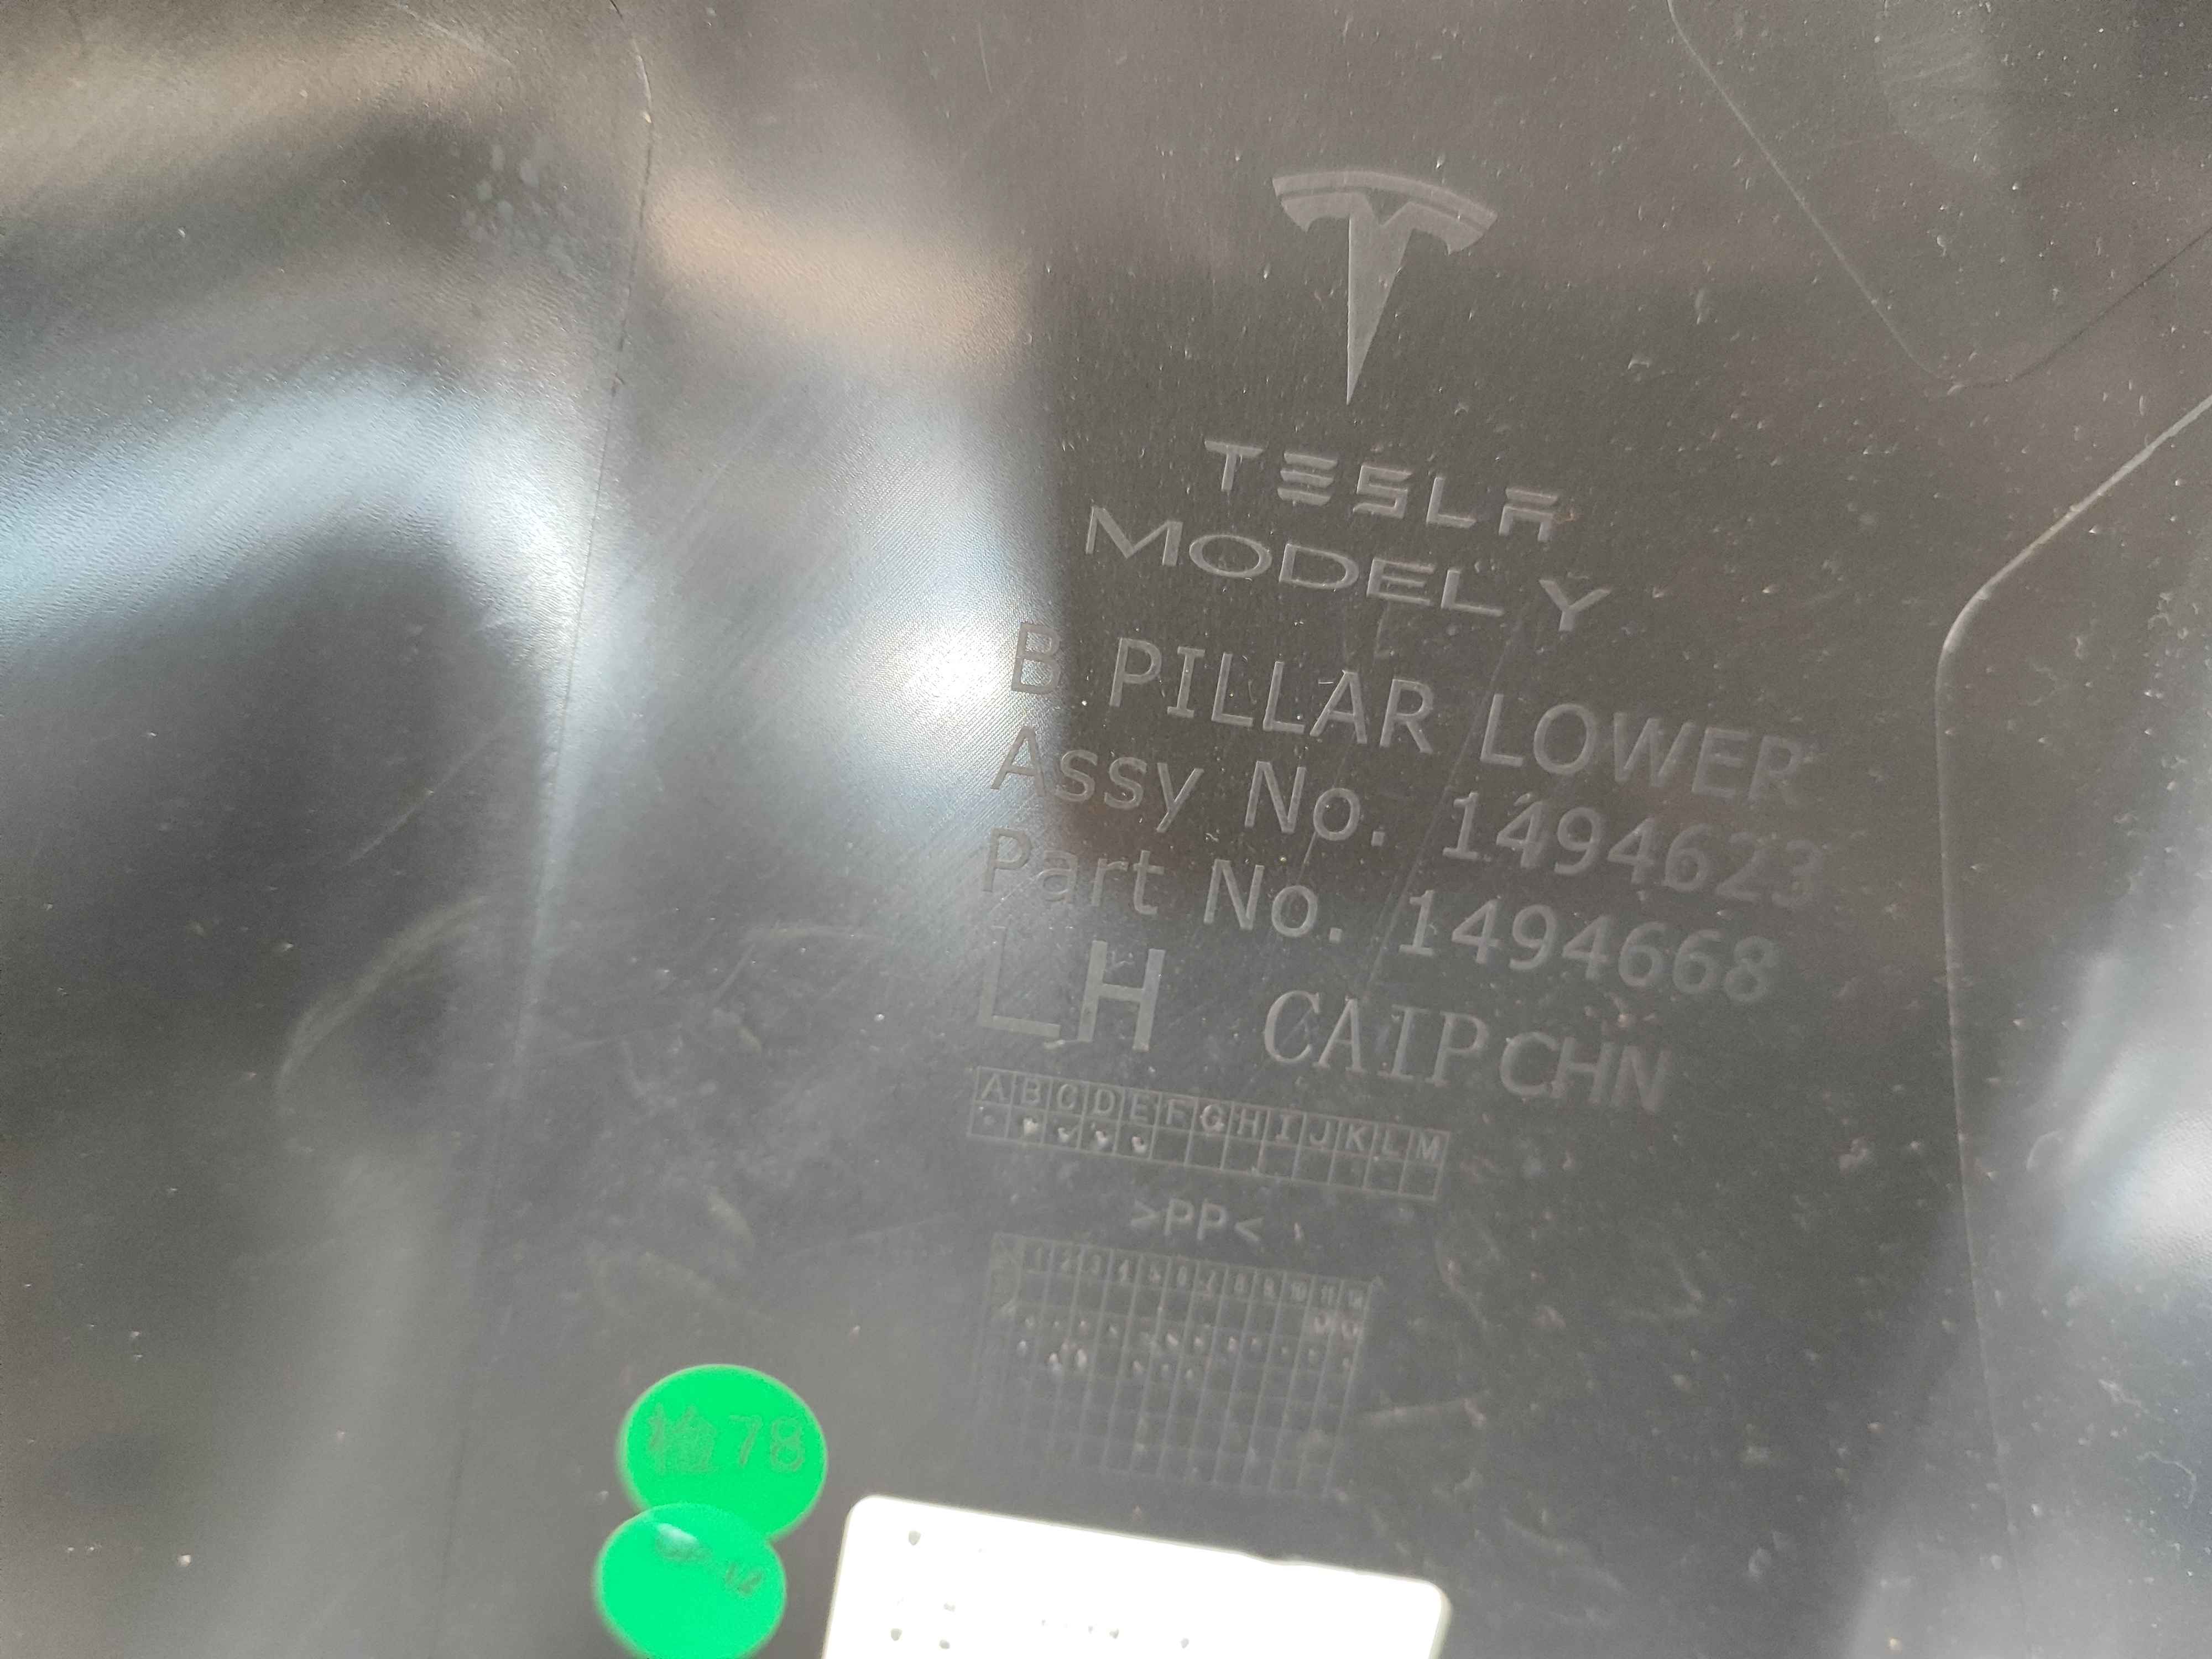 TESLA
MODEL Y
B PILLAR LOWER
Assy No. 1494623
Part No. 1494668
LH CAIP CHN
A B C D E F G H I J K L M
>PP<
1 2 3 4 5 6 7 8 9 10 11 12
检78